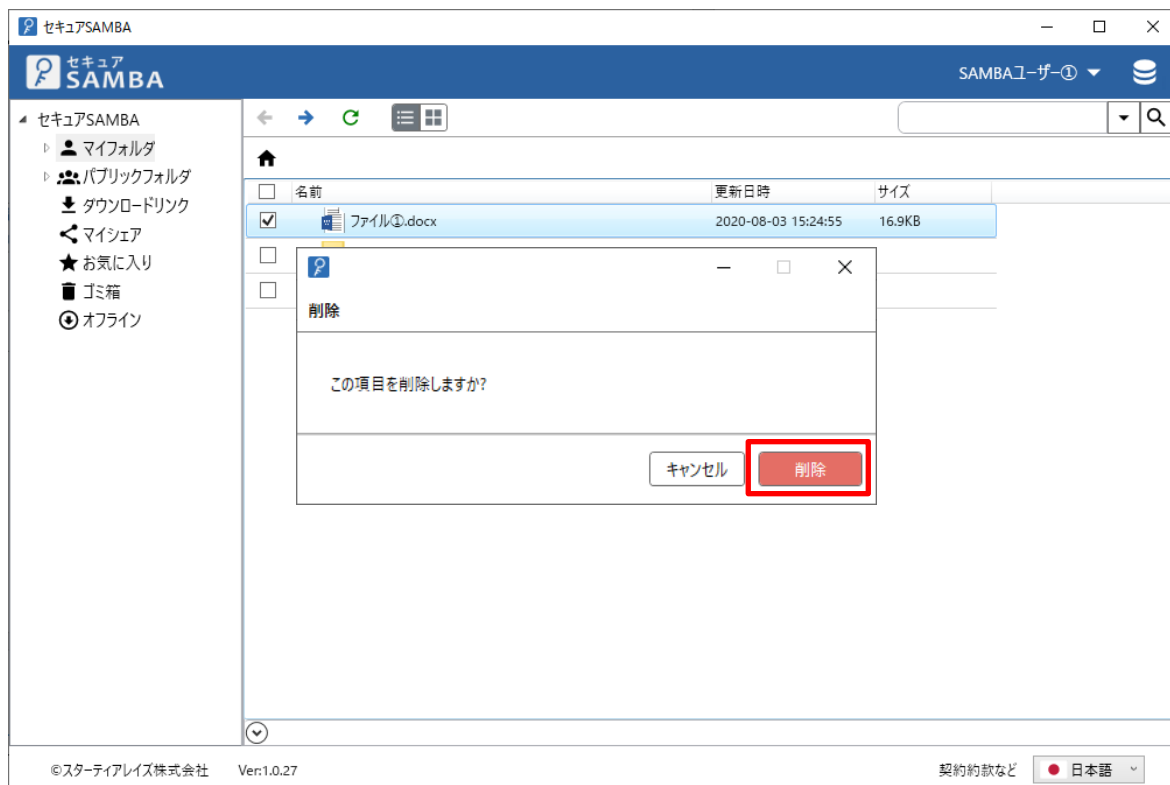 セキュアSAMBA
セキュア
SAMBA
SAMBAユーザー①
セキュアSAMBA
マイフォルダ
パブリックフォルダ
ダウンロードリンク
マイシェア
お気に入り
ゴミ箱
オフライン
名前 更新日時 サイズ
ファイル①.docx 2020-08-03 15:24:55 16.9KB
削除
この項目を削除しますか?
キャンセル 削除
©スターティアレイズ株式会社 Ver:1.0.27 契約約款など 日本語